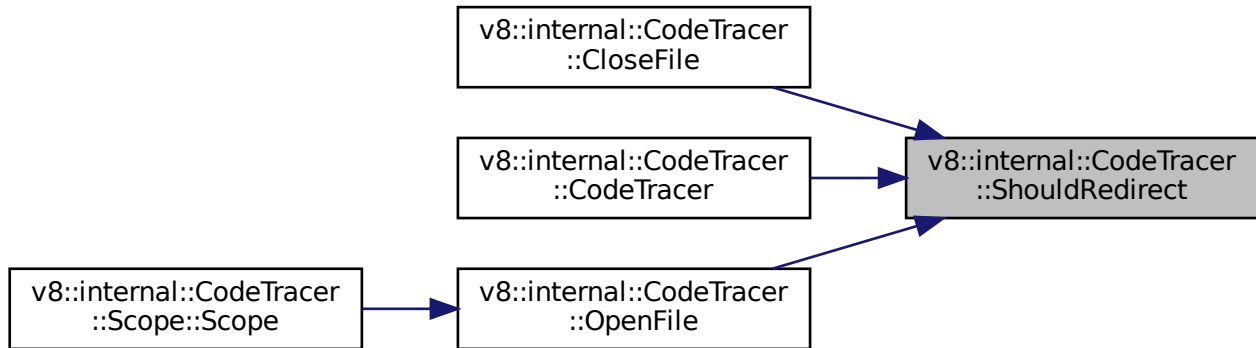 v8::internal::CodeTracer
::CloseFile
v8::internal::CodeTracer
::CodeTracer
v8::internal::CodeTracer
::ShouldRedirect
v8::internal::CodeTracer
::Scope::Scope
v8::internal::CodeTracer
::OpenFile